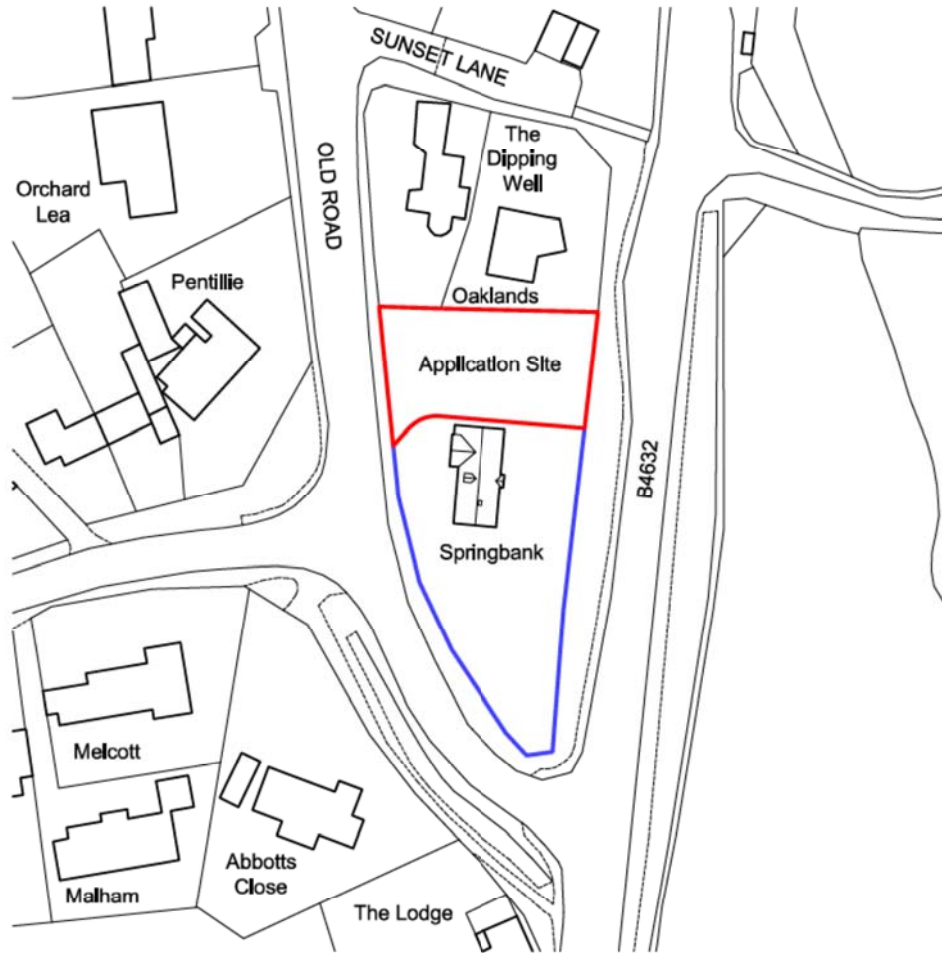 SUNSET LANE
The
Dipping
Well
Orchard
Lea
OLD ROAD
Pentillie
Oaklands
Application Site
B4632
Springbank
Melcott
Abbotts
Close
Malham
The Lodge